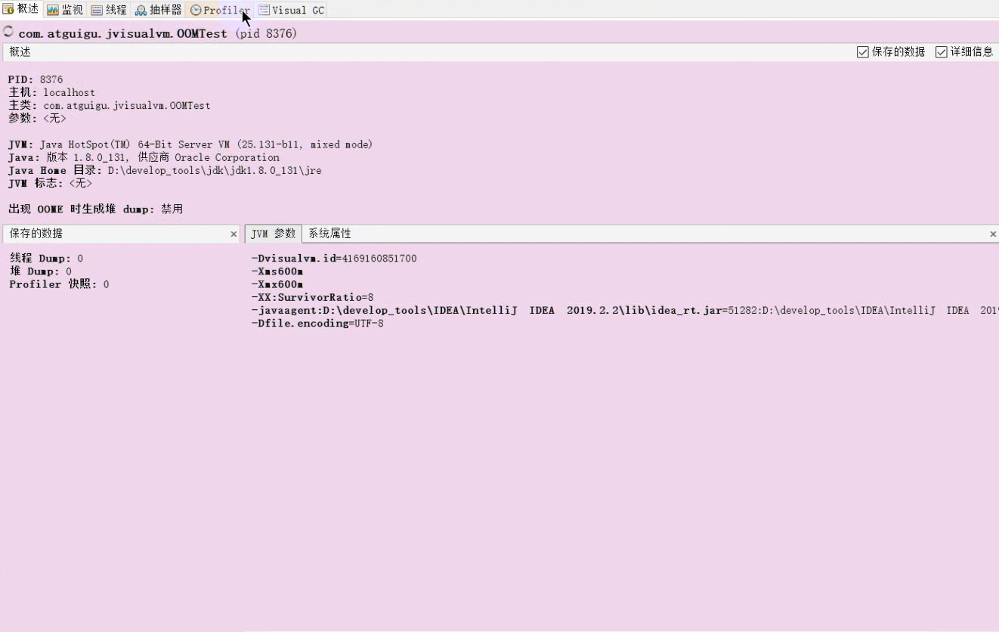 概述 监视 线程 抽样器 Profiler Visual GC
com.atguigu.jvisualvm.OOMTest (pid 8376)
概述 保存的数据 详细信息
PID: 8376
主机: localhost
主类: com.atguigu.jvisualvm.OOMTest
参数: <无>
JVM: Java HotSpot(TM) 64-Bit Server VM (25.131-b11, mixed mode)
Java: 版本 1.8.0_131, 供应商 Oracle Corporation
Java Home 目录: D:\develop_tools\jdk\jdk1.8.0_131\jre
JVM 标志: <无>
出现 OOME 时生成堆 dump: 禁用
保存的数据 × JVM 参数 系统属性 ×
线程 Dump: 0
堆 Dump: 0
Profiler 快照: 0
-Dvisualvm.id=4169160851700
-Xms600m
-Xmx600m
-XX:SurvivorRatio=8
-javaagent:D:\develop_tools\IDEA\IntelliJ IDEA 2019.2.2\lib\idea_rt.jar=51282:D:\develop_tools\IDEA\IntelliJ IDEA 201
-Dfile.encoding=UTF-8